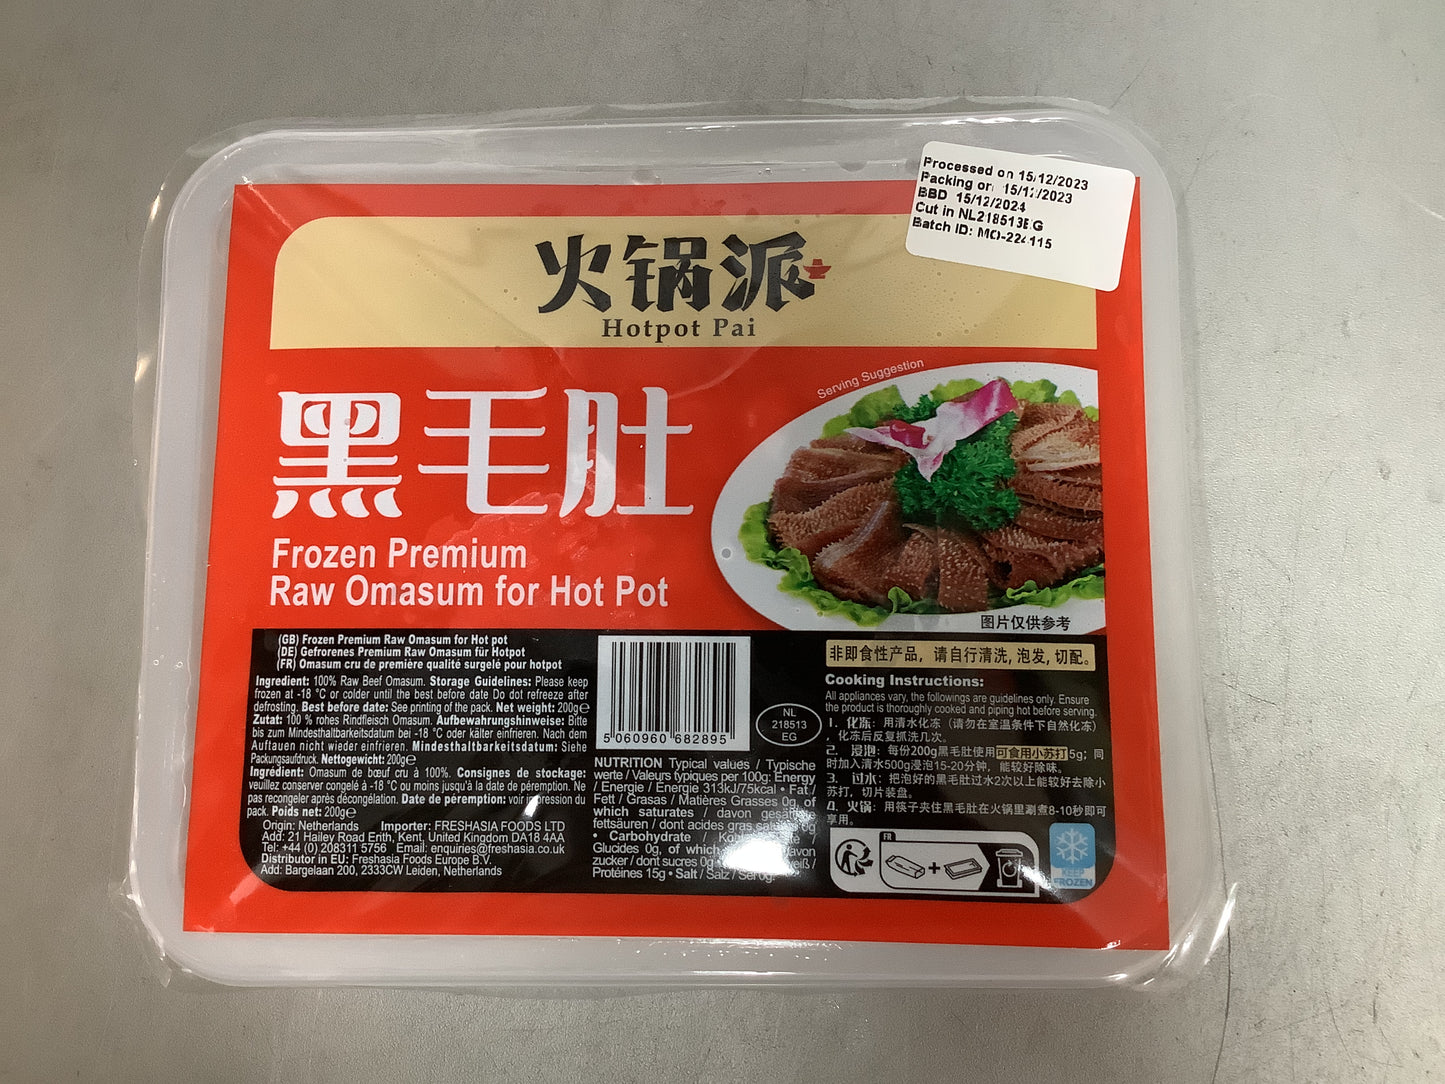 Processed on 15/12/2023
Packing on 15/12/2023
BBD 15/12/2024
Cut in NL218513EG
Batch ID: MO-224115
火锅派
Hotpot Pai
黑毛肚
Frozen Premium
Raw Omasum for Hot Pot
Serving Suggestion
图片仅供参考
(GB) Frozen Premium Raw Omasum for Hot pot
(DE) Gefrorenes Premium Raw Omasum für Hotpot
(FR) Omasum cru de première qualité surgelé pour hotpot
Ingredient: 100% Raw Beef Omasum. Storage Guidelines: Please keep
frozen at -18 °C or colder until the best before date Do dot refreeze after
defrosting. Best before date: See printing of the pack. Net weight: 200g℮
Zutat: 100 % rohes Rindfleisch Omasum. Aufbewahrungshinweise: Bitte
bis zum Mindesthaltbarkeitsdatum bei -18 °C oder kälter einfrieren. Nach dem
Auftauen nicht wieder einfrieren. Mindesthaltbarkeitsdatum: Siehe
Packungsaufdruck. Nettogewicht: 200g℮
Ingrédient: Omasum de bœuf cru à 100%. Consignes de stockage:
veuillez conserver congelé à -18 °C ou moins jusqu'à la date de péremption. Ne
pas recongeler après décongélation. Date de péremption: voir impression du
pack. Poids net: 200g℮
Origin: Netherlands Importer: FRESHASIA FOODS LTD
Add: 21 Hailey Road Erith, Kent, United Kingdom DA18 4AA
Tel: +44 (0) 208311 5756 Email: enquiries@freshasia.co.uk
Distributor in EU: Freshasia Foods Europe B.V.
Add: Bargelaan 200, 2333CW Leiden, Netherlands
5 060960 682895
NL
218513
EG
NUTRITION Typical values / Typische
werte / Valeurs typiques per 100g: Energy
/ Energie / Énergie 313kJ/75kcal • Fat /
Fett / Grasas / Matières Grasses 0g, of
which saturates / davon gesättigte
fettsäuren / dont acides gras saturés 0g
• Carbohydrate /
Glucides 0g, of which davon
zucker / dont sucres 0g
Protéines 15g • Salt / Salz / Sel 0g.
非即食性产品，请自行清洗, 泡发, 切配。
Cooking Instructions:
All appliances vary, the followings are guidelines only. Ensure
the product is thoroughly cooked and piping hot before serving.
1. 化冻: 用清水化冻（请勿在室温条件下自然化冻）
，化冻后反复抓洗几次。
2. 浸泡: 每份200g黑毛肚使用可食用小苏打5g; 同
时加入清水500g浸泡15-20分钟，能较好除味。
3. 过水: 把泡好的黑毛肚过水2次以上能较好去除小
苏打，切片装盘。
4. 火锅: 用筷子夹住黑毛肚在火锅里涮煮8-10秒即可
享用。
FR
+
KEEP
FROZEN